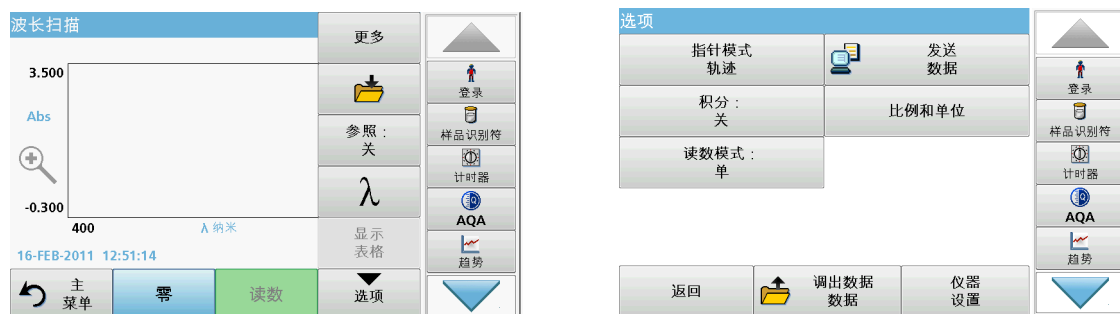 波长扫描
更多
3.500
Abs
-0.300
400
λ 纳米
16-FEB-2011 12:51:14
参照 :
关
λ
显示
表格
主
菜单
零
读数
选项
登录
样品识别符
计时器
AQA
趋势
选项
指针模式
轨迹
发送
数据
积分 :
关
比例和单位
读数模式 :
单
返回
调出数据
数据
仪器
设置
登录
样品识别符
计时器
AQA
趋势